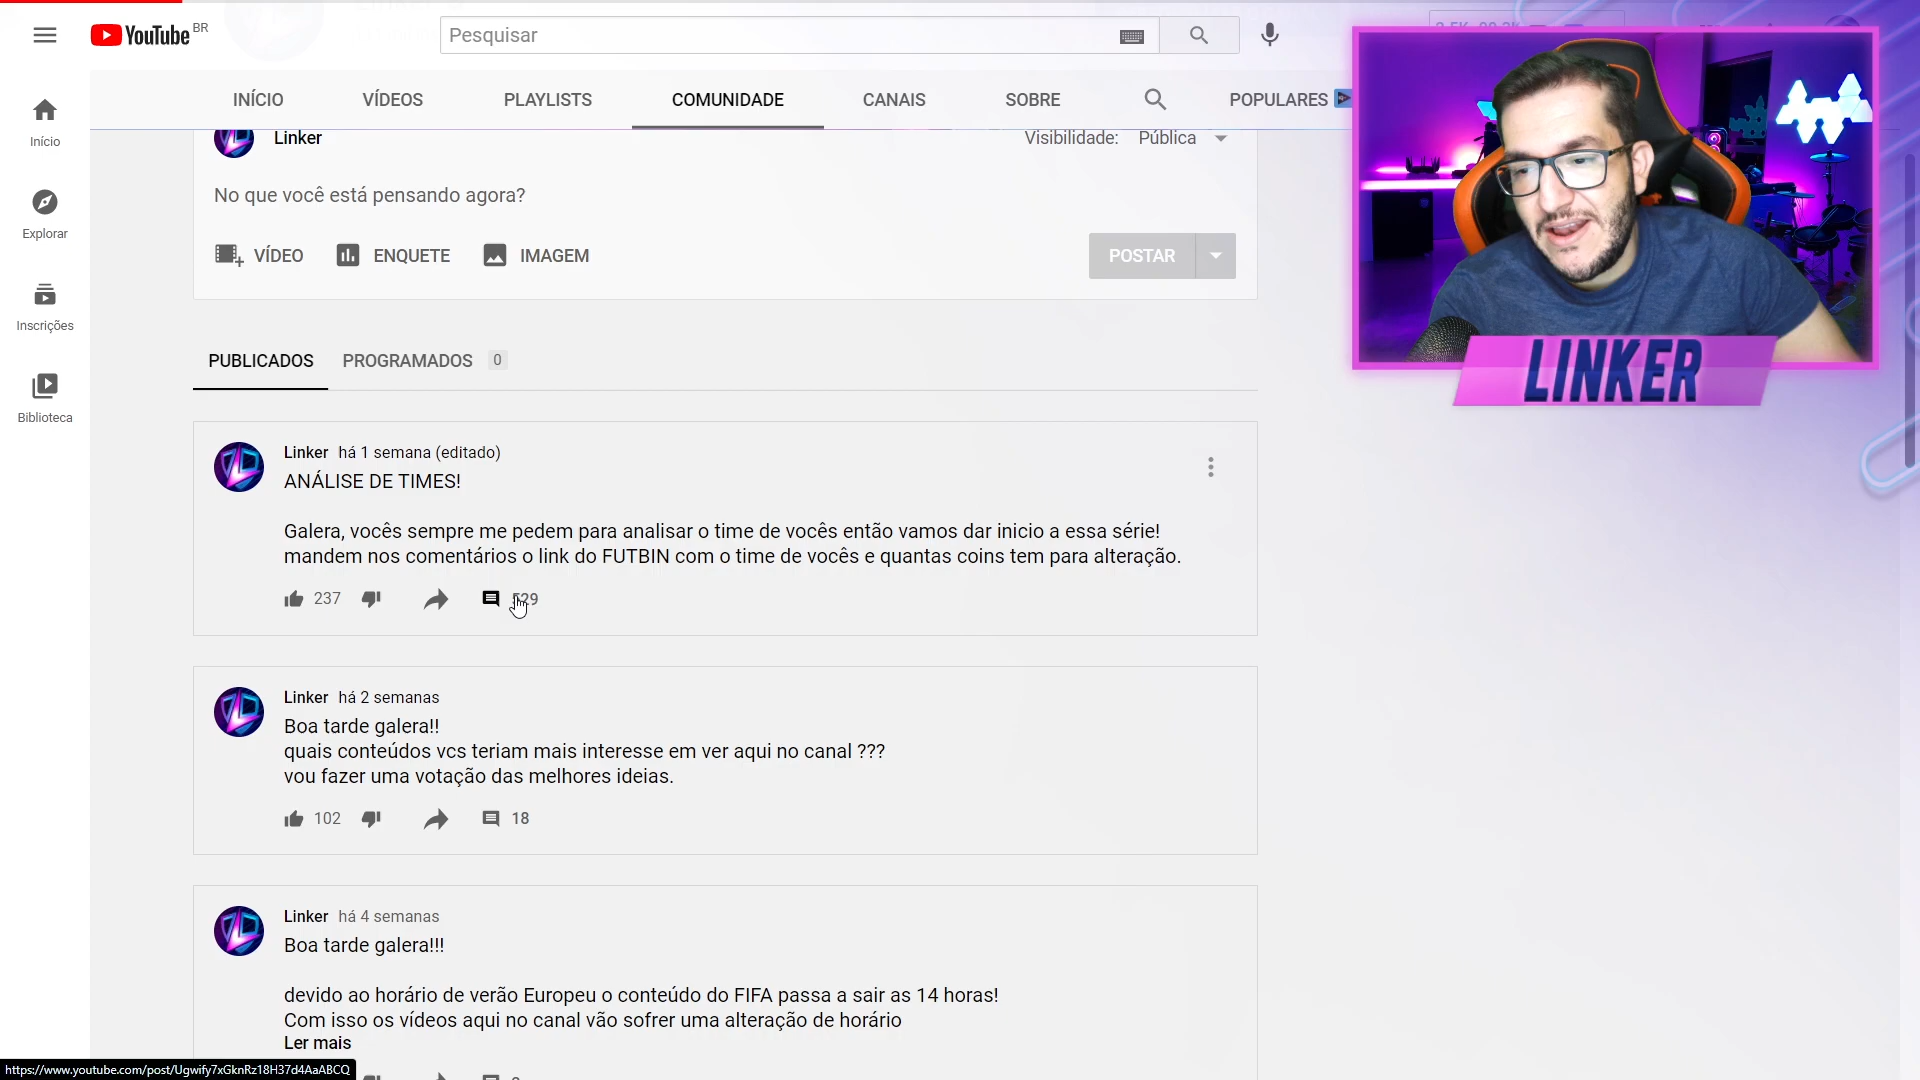 YouTube BR
Pesquisar
INÍCIO
VÍDEOS
PLAYLISTS
COMUNIDADE
CANAIS
SOBRE
POPULARES
Início
Explorar
Inscrições
Biblioteca
Linker
Visibilidade: Pública
No que você está pensando agora?
VÍDEO
ENQUETE
IMAGEM
POSTAR
LINKER
PUBLICADOS
PROGRAMADOS 0
Linker há 1 semana (editado)
ANÁLISE DE TIMES!
Galera, vocês sempre me pedem para analisar o time de vocês então vamos dar inicio a essa série!
mandem nos comentários o link do FUTBIN com o time de vocês e quantas coins tem para alteração.
237
Linker há 2 semanas
Boa tarde galera!!
quais conteúdos vcs teriam mais interesse em ver aqui no canal ???
vou fazer uma votação das melhores ideias.
102 18
Linker há 4 semanas
Boa tarde galera!!!
devido ao horário de verão Europeu o conteúdo do FIFA passa a sair as 14 horas!
Com isso os vídeos aqui no canal vão sofrer uma alteração de horário
Ler mais
https://www.youtube.com/post/Ugwify7xGknRz18H37d4AaABCQ